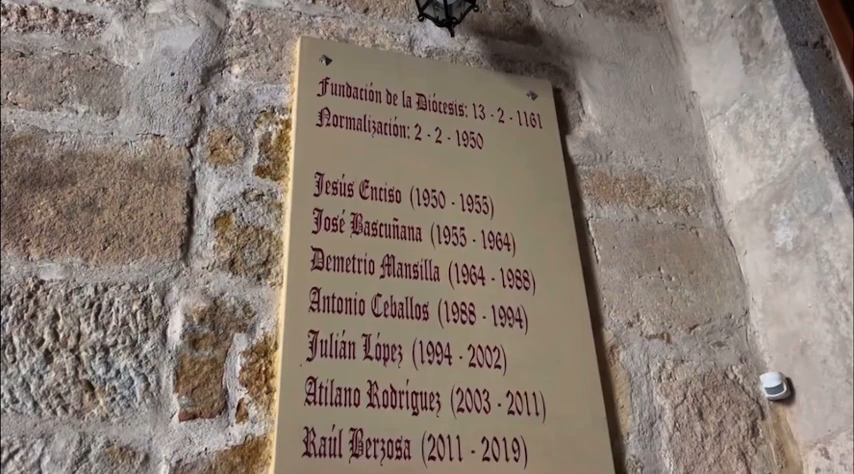 Fundación de la Diócesis: 13 - 2 - 1161
Normalización: 2 - 2 - 1950
Jesús Enciso (1950 - 1955)
José Bascuñana (1955 - 1964)
Demetrio Mansilla (1964 - 1988)
Antonio Ceballos (1988 - 1994)
Julián López (1994 - 2002)
Atilano Rodríguez (2003 - 2011)
Raúl Berzosa (2011 - 2019)